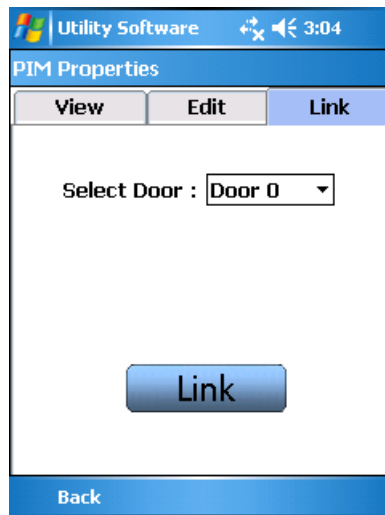 Utility Software 3:04
PIM Properties
View Edit Link
Select Door : Door 0
Link
Back